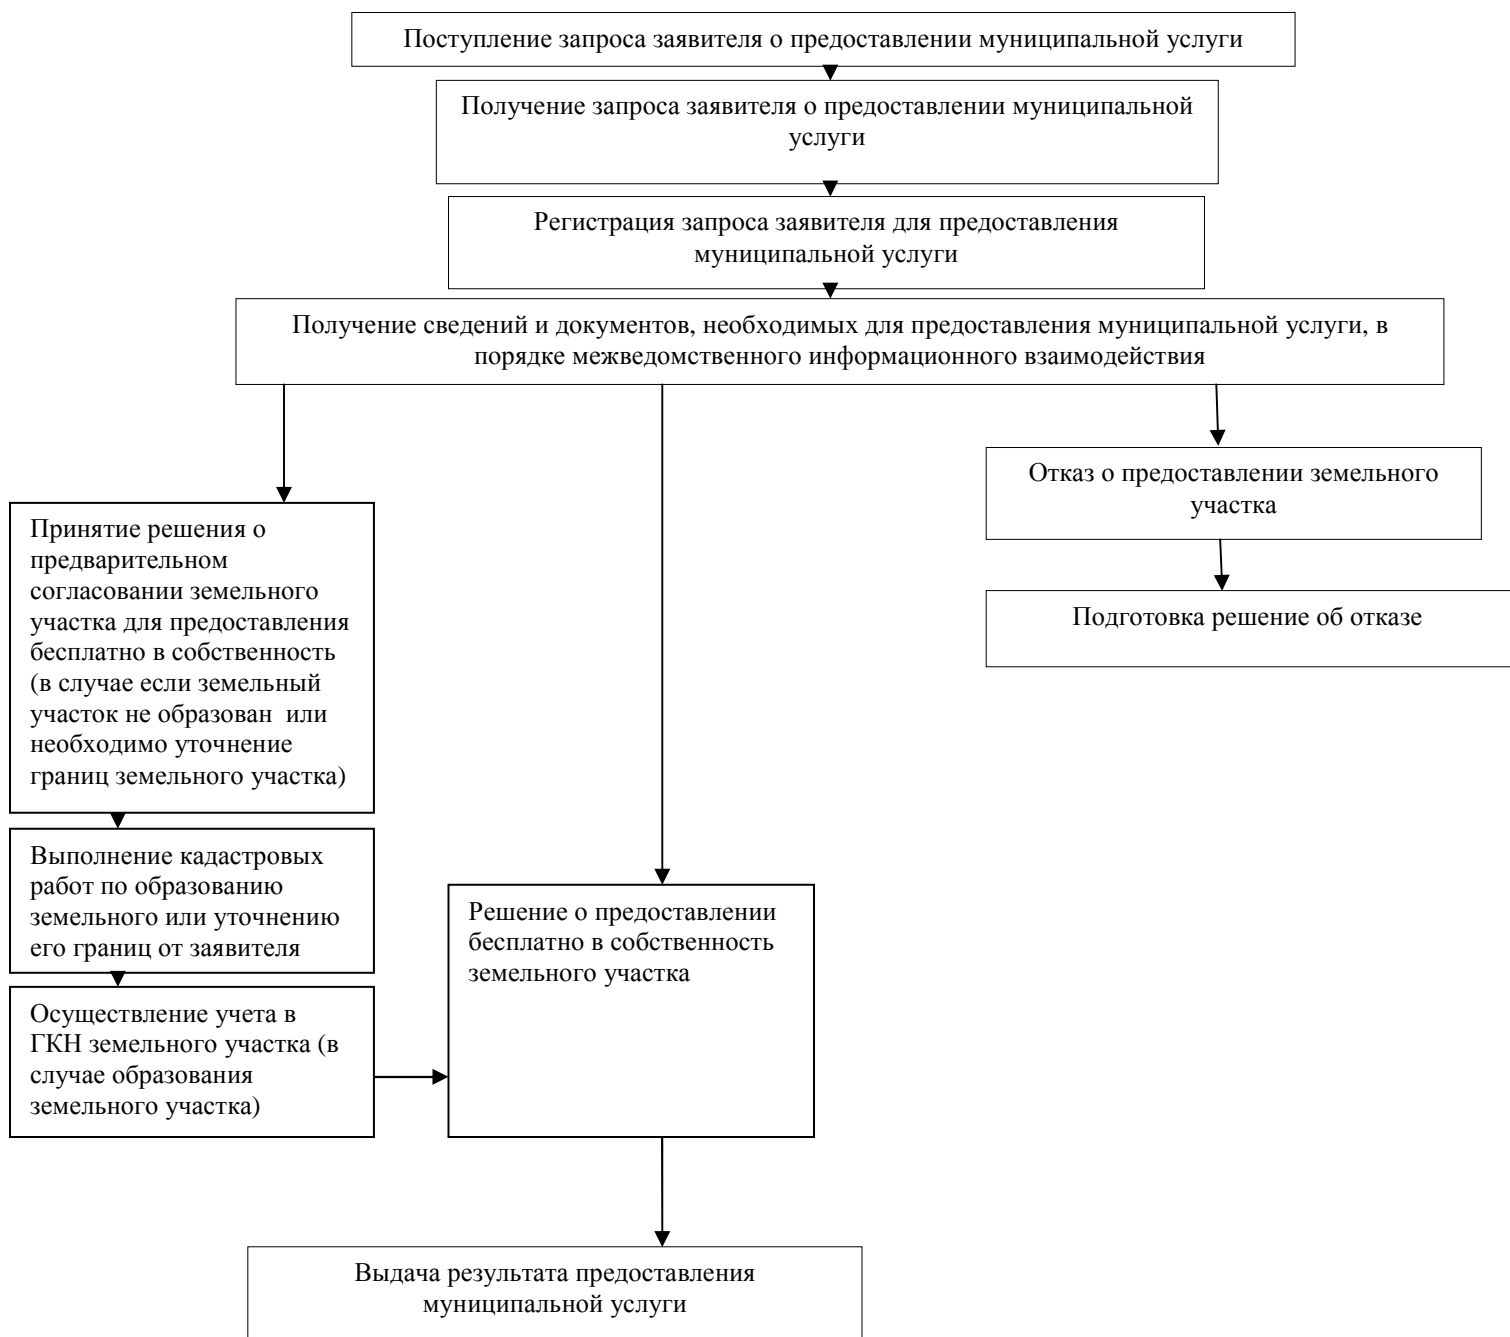 Поступление запроса заявителя о предоставлении муниципальной услуги
Получение запроса заявителя о предоставлении муниципальной
услуги
Регистрация запроса заявителя для предоставления
муниципальной услуги
Получение сведений и документов, необходимых для предоставления муниципальной услуги, в
порядке межведомственного информационного взаимодействия
Отказ о предоставлении земельного
участка
Подготовка решение об отказе
Принятие решения о
предварительном
согласовании земельного
участка для предоставления
бесплатно в собственность
(в случае если земельный
участок не образован  или
необходимо уточнение
границ земельного участка)
Выполнение кадастровых
работ по образованию
земельного или уточнению
его границ от заявителя
Осуществление учета в
ГКН земельного участка (в
случае образования
земельного участка)
Решение о предоставлении
бесплатно в собственность
земельного участка
Выдача результата предоставления
муниципальной услуги